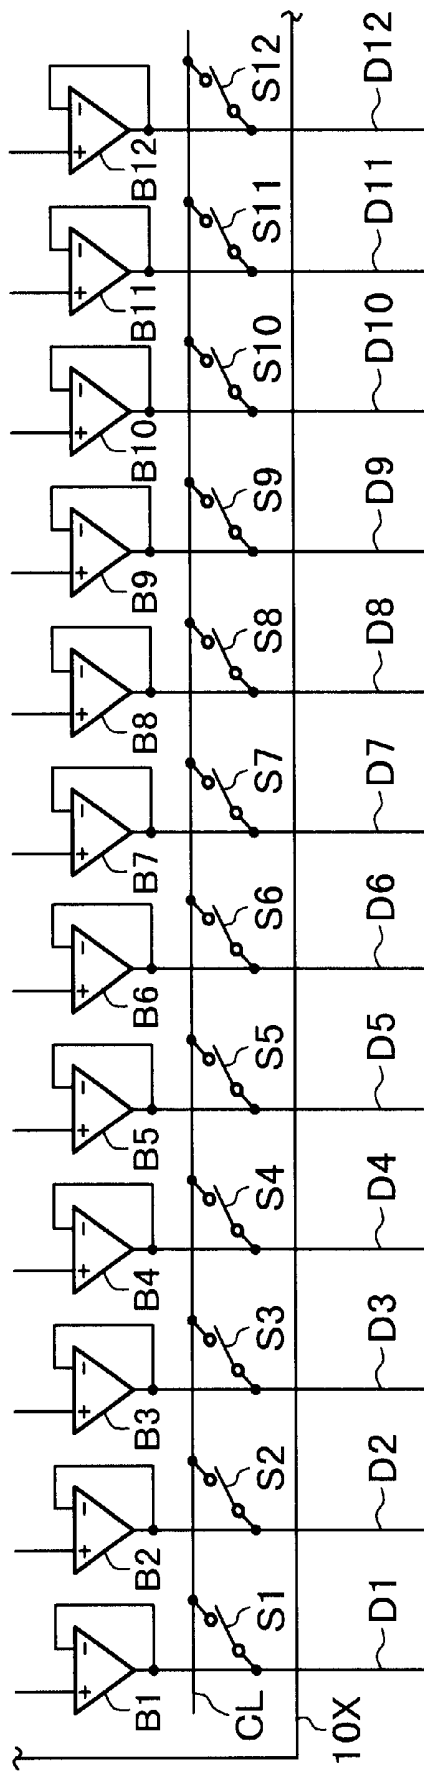 B1 B2 B3 B4 B5 B6 B7 B8 B9 B10 B11 B12
CL S1 S2 S3 S4 S5 S6 S7 S8 S9 S10 S11 S12
10X
D1 D2 D3 D4 D5 D6 D7 D8 D9 D10 D11 D12